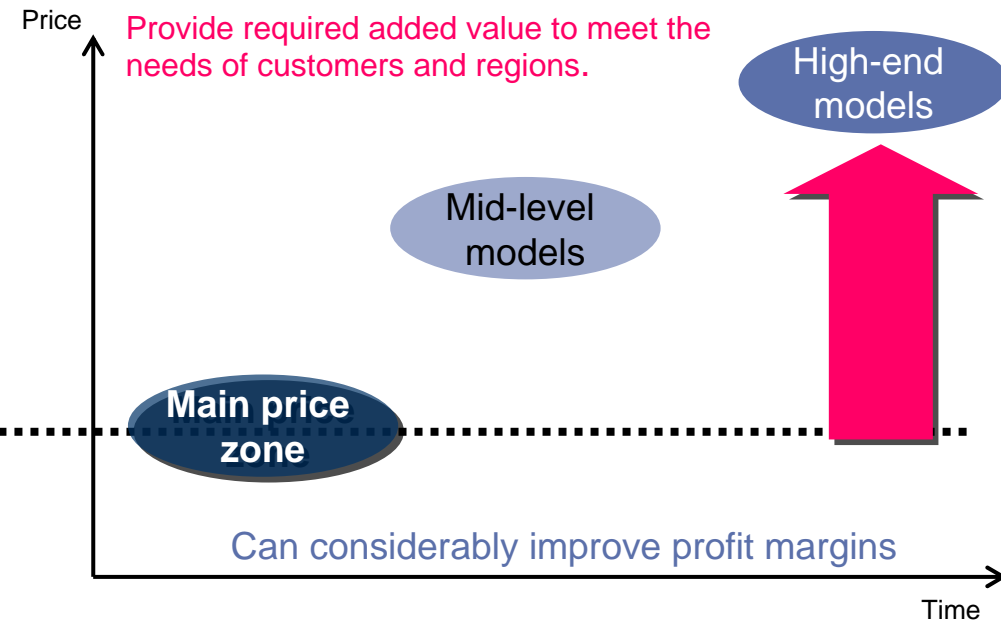 Price
Provide required added value to meet the
needs of customers and regions.
High-end
models
Mid-level
models
Main price
zone
Can considerably improve profit margins
Time